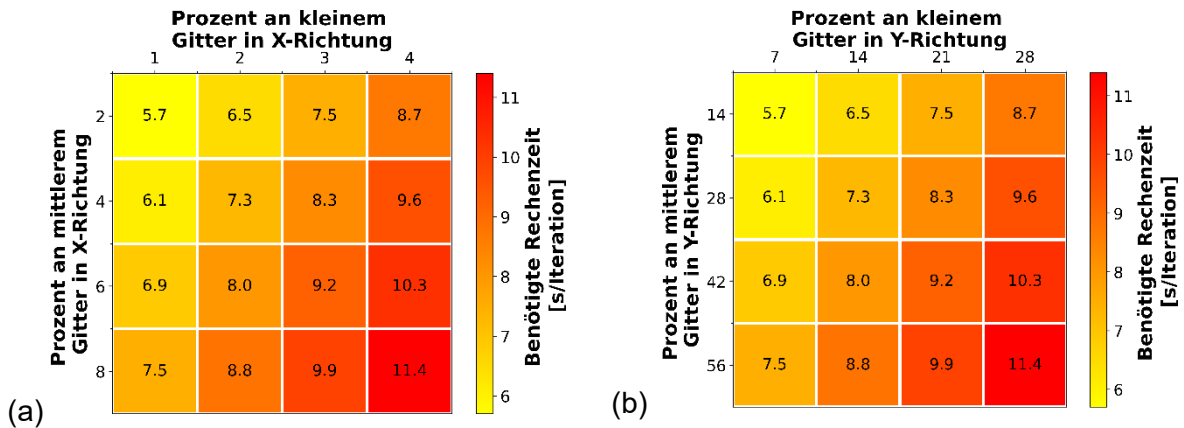 Prozent an kleinem
Gitter in X-Richtung
1 2 3 4
Prozent an mittlerem
Gitter in X-Richtung
2 5.7 6.5 7.5 8.7
4 6.1 7.3 8.3 9.6
6 6.9 8.0 9.2 10.3
8 7.5 8.8 9.9 11.4
11
10
9
8
7
6
Benötigte Rechenzeit
[s/Iteration]
(a)
Prozent an kleinem
Gitter in Y-Richtung
7 14 21 28
Prozent an mittlerem
Gitter in Y-Richtung
14 5.7 6.5 7.5 8.7
28 6.1 7.3 8.3 9.6
42 6.9 8.0 9.2 10.3
56 7.5 8.8 9.9 11.4
11
10
9
8
7
6
Benötigte Rechenzeit
[s/Iteration]
(b)